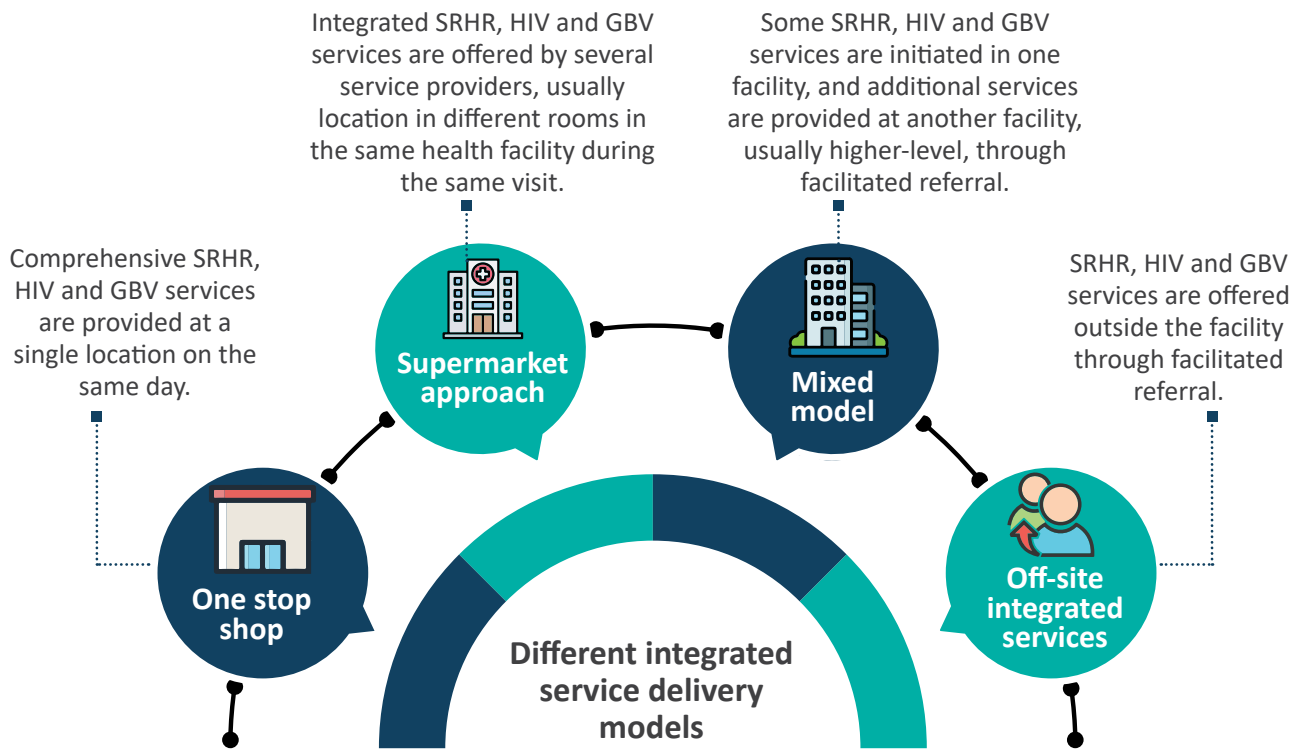 Integrated SRHR, HIV and GBV
services are offered by several
service providers, usually
location in different rooms in
the same health facility during
the same visit.
Some SRHR, HIV and GBV
services are initiated in one
facility, and additional services
are provided at another facility,
usually higher-level, through
facilitated referral.
Comprehensive SRHR,
HIV and GBV services
are provided at a
single location on the
same day.
SRHR, HIV and GBV
services are offered
outside the facility
through facilitated
referral.
Supermarket
approach
Mixed
model
One stop
shop
Off-site
integrated
services
Different integrated
service delivery
models